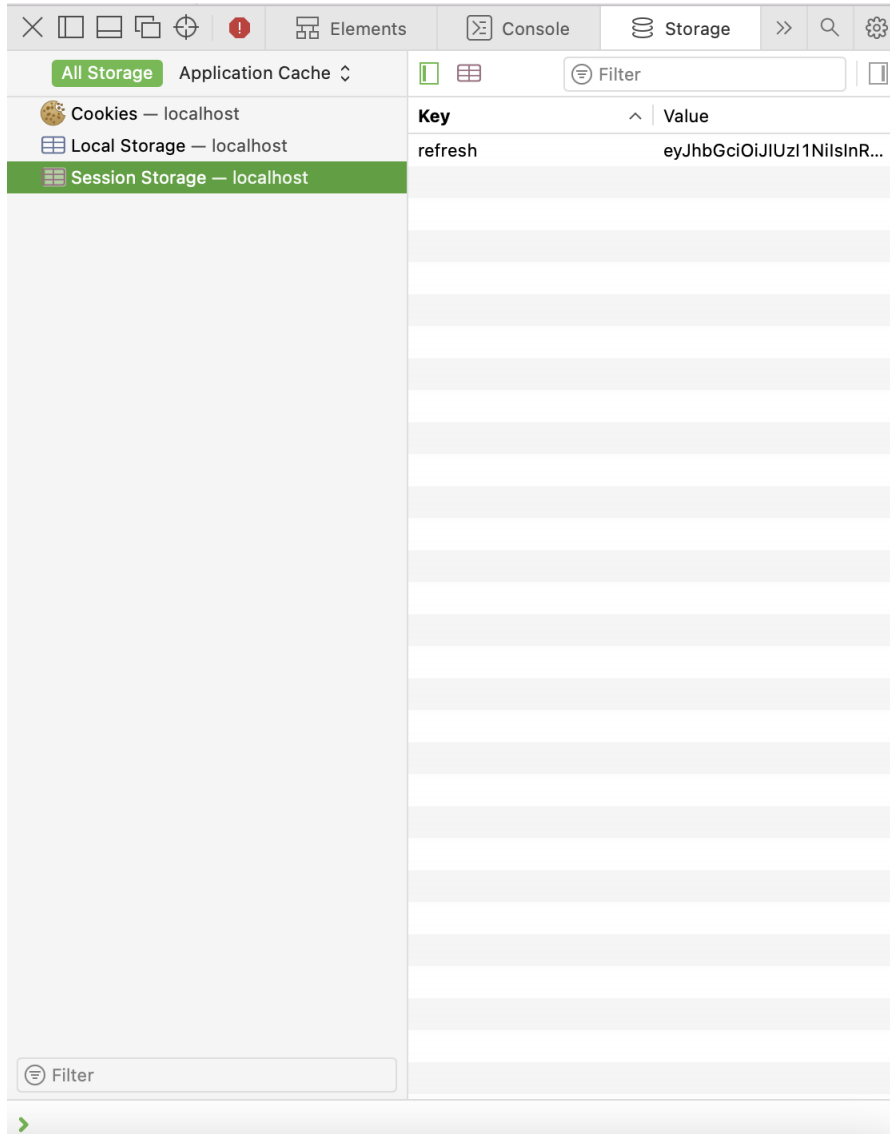 Elements Console Storage
All Storage Application Cache Filter
Cookies — localhost
Local Storage — localhost
Session Storage — localhost
Key Value
refresh eyJhbGciOiJIUzI1NiIsInR...
Filter